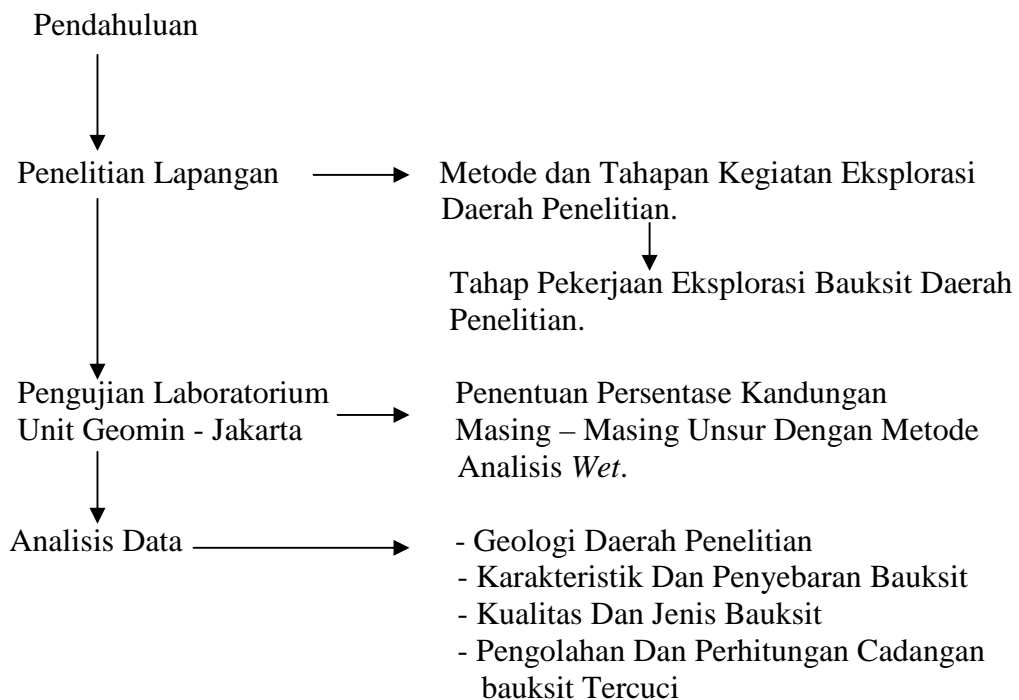 Pendahuluan
Penelitian Lapangan
Metode dan Tahapan Kegiatan Eksplorasi
Daerah Penelitian.
Tahap Pekerjaan Eksplorasi Bauksit Daerah
Penelitian.
Pengujian Laboratorium
Unit Geomin - Jakarta
Penentuan Persentase Kandungan
Masing – Masing Unsur Dengan Metode
Analisis Wet.
Analisis Data
- Geologi Daerah Penelitian
- Karakteristik Dan Penyebaran Bauksit
- Kualitas Dan Jenis Bauksit
- Pengolahan Dan Perhitungan Cadangan
bauksit Tercuci